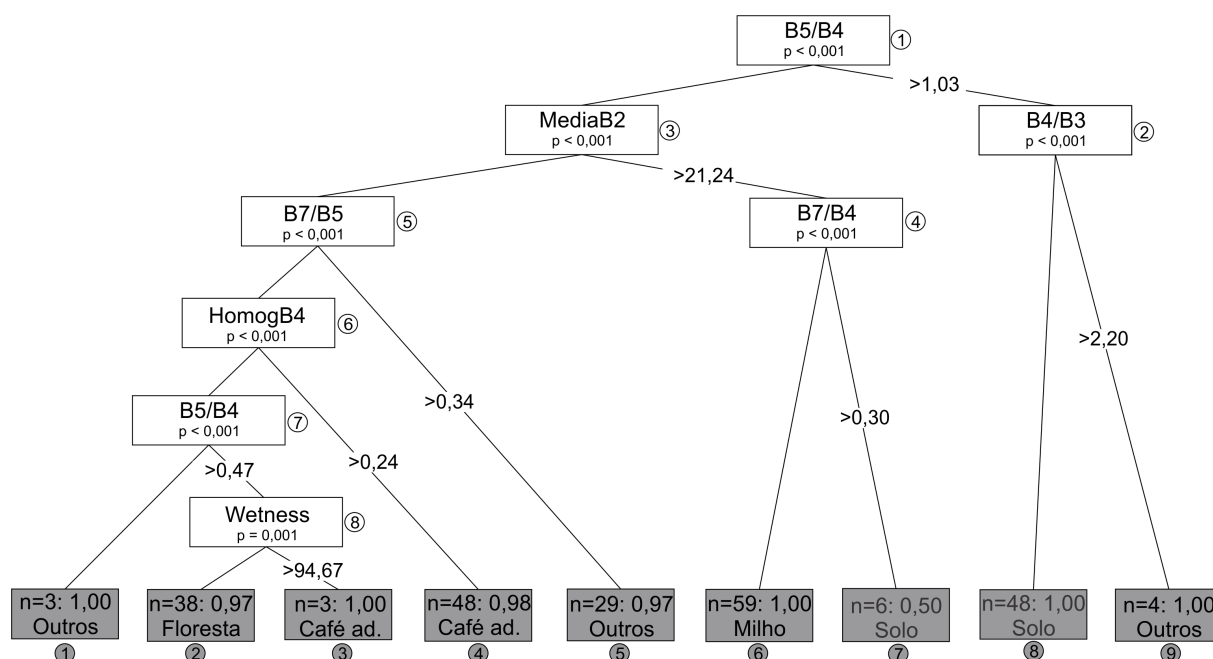 B5/B4
p < 0,001
1
>1,03
MediaB2
p < 0,001
3
B4/B3
p < 0,001
2
>21,24
B7/B5
p < 0,001
5
B7/B4
p < 0,001
4
HomogB4
p < 0,001
6
>2,20
B5/B4
p < 0,001
7
>0,34
>0,30
>0,47
>0,24
Wetness
p = 0,001
8
>94,67
n=3: 1,00
Outros
1
n=38: 0,97
Floresta
2
n=3: 1,00
Café ad.
3
n=48: 0,98
Café ad.
4
n=29: 0,97
Outros
5
n=59: 1,00
Milho
6
n=6: 0,50
Solo
7
n=48: 1,00
Solo
8
n=4: 1,00
Outros
9